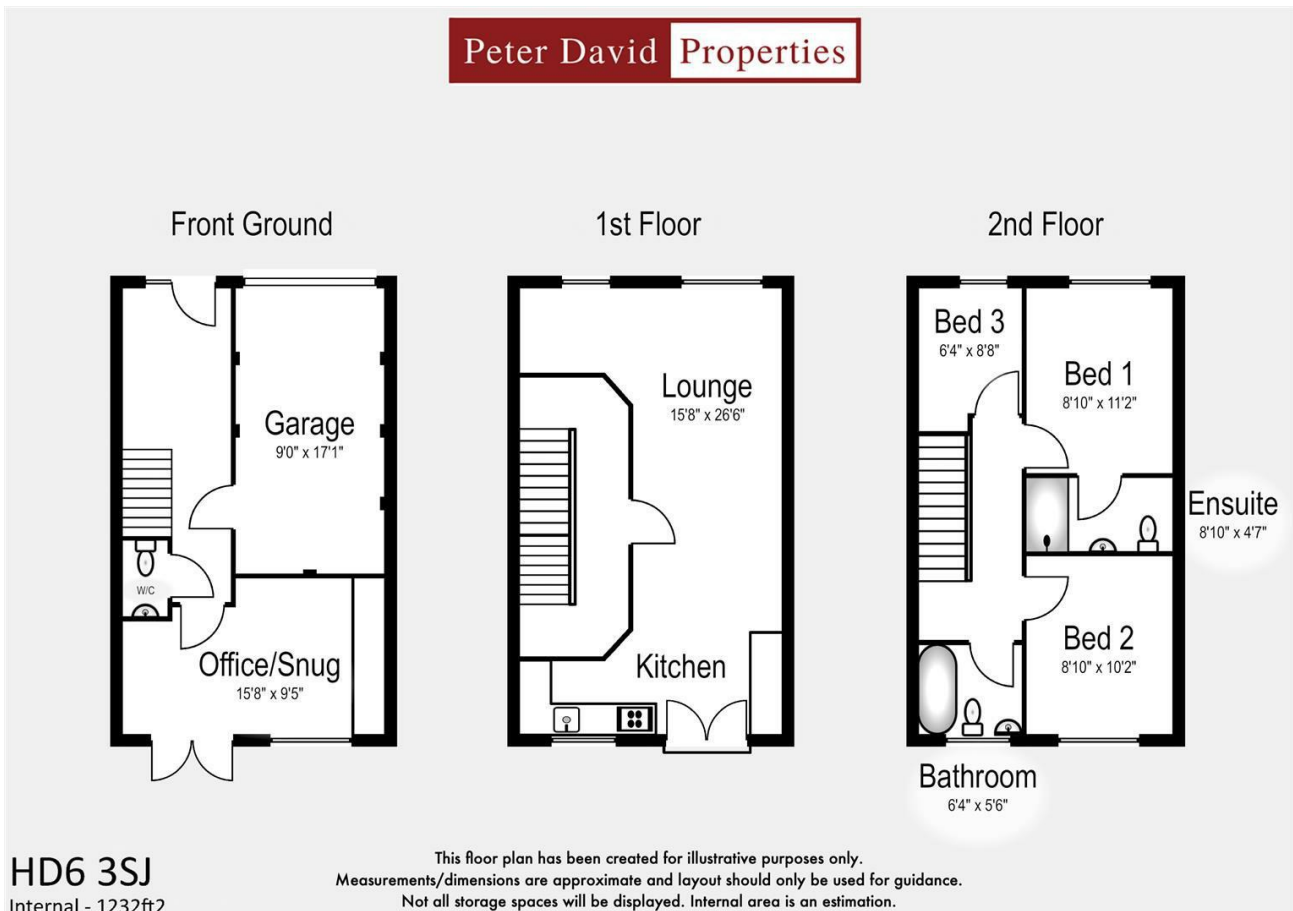 Peter David Properties
Front Ground
1st Floor
2nd Floor
Garage
9'0" x 17'1"
W/C
Office/Snug
15'8" x 9'5"
Lounge
15'8" x 26'6"
Kitchen
Bed 3
6'4" x 8'8"
Bed 1
8'10" x 11'2"
Ensuite
8'10" x 4'7"
Bed 2
8'10" x 10'2"
Bathroom
6'4" x 5'6"
HD6 3SJ
Internal - 1232ft2
This floor plan has been created for illustrative purposes only.
Measurements/dimensions are approximate and layout should only be used for guidance.
Not all storage spaces will be displayed. Internal area is an estimation.